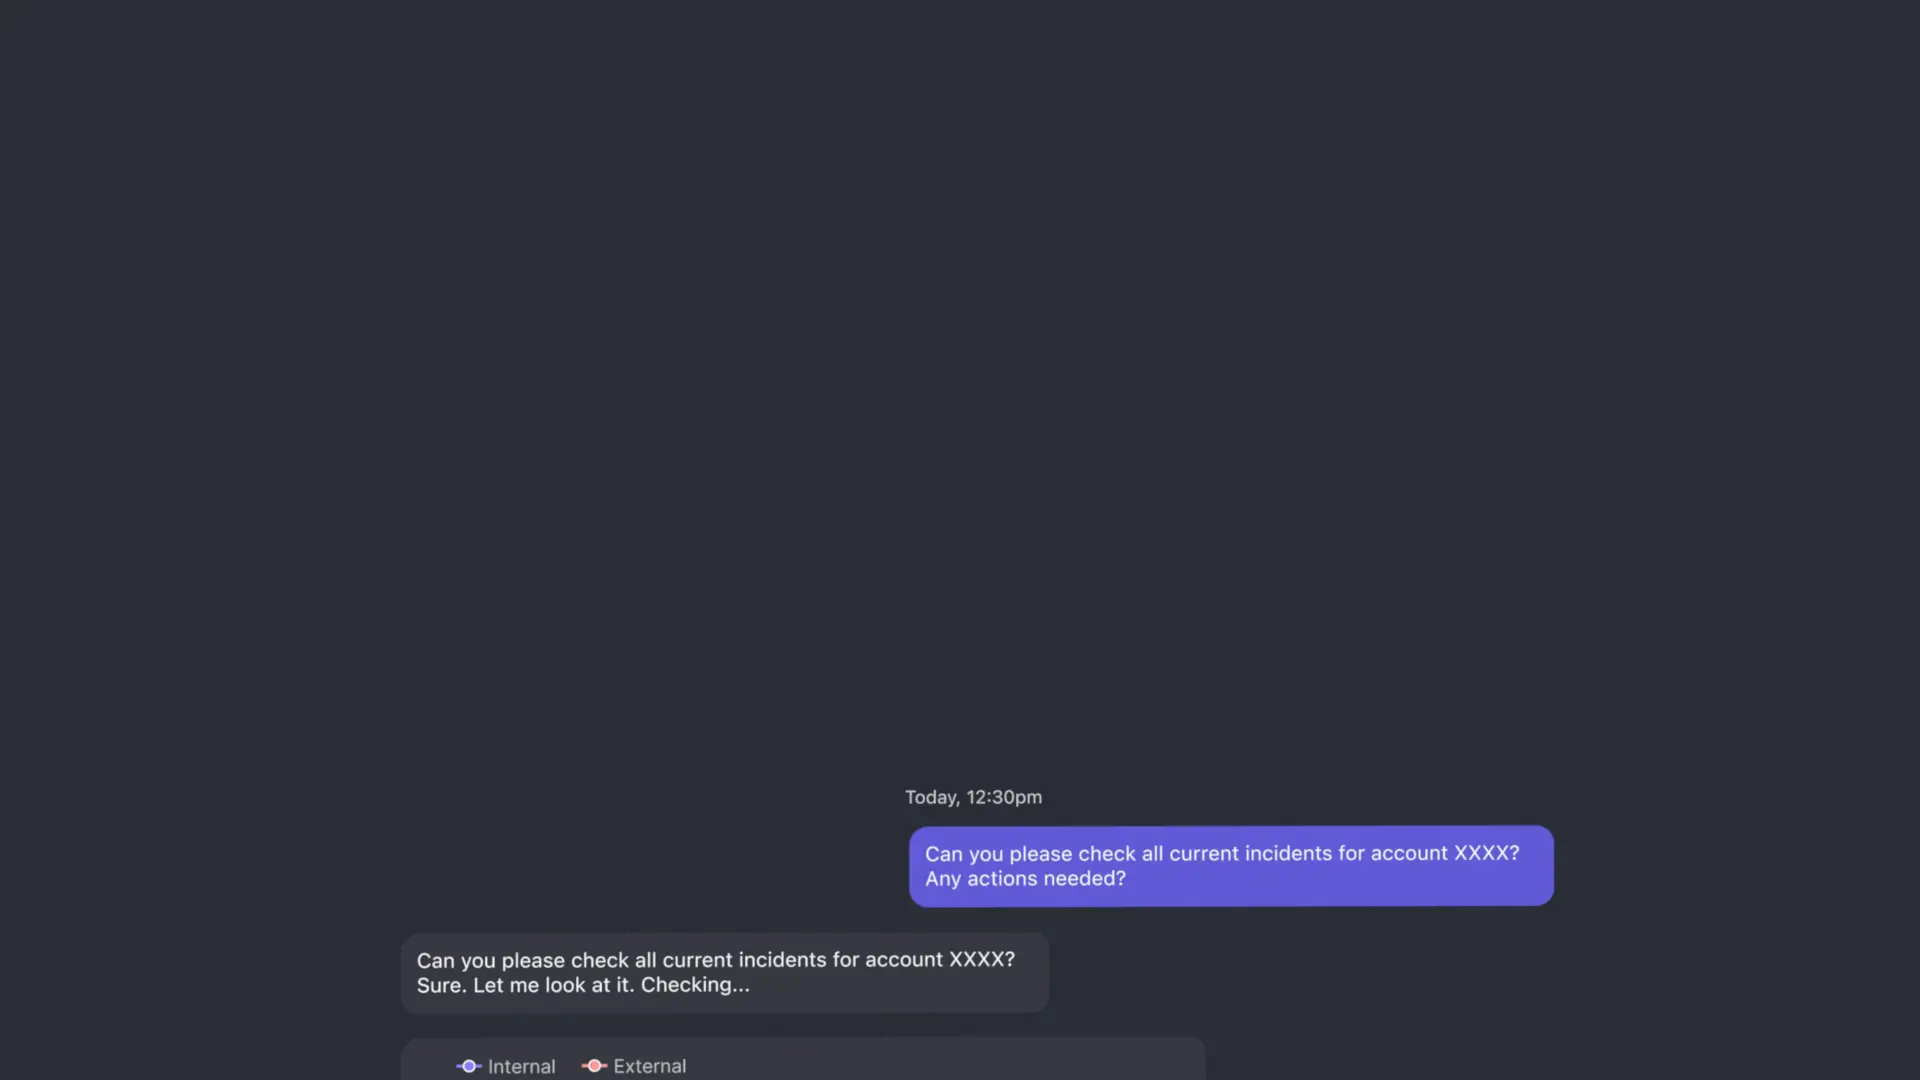 Today, 12:30pm
Can you please check all current incidents for account XXXX?
Any actions needed?
Can you please check all current incidents for account XXXX?
Sure. Let me look at it. Checking...
Internal External